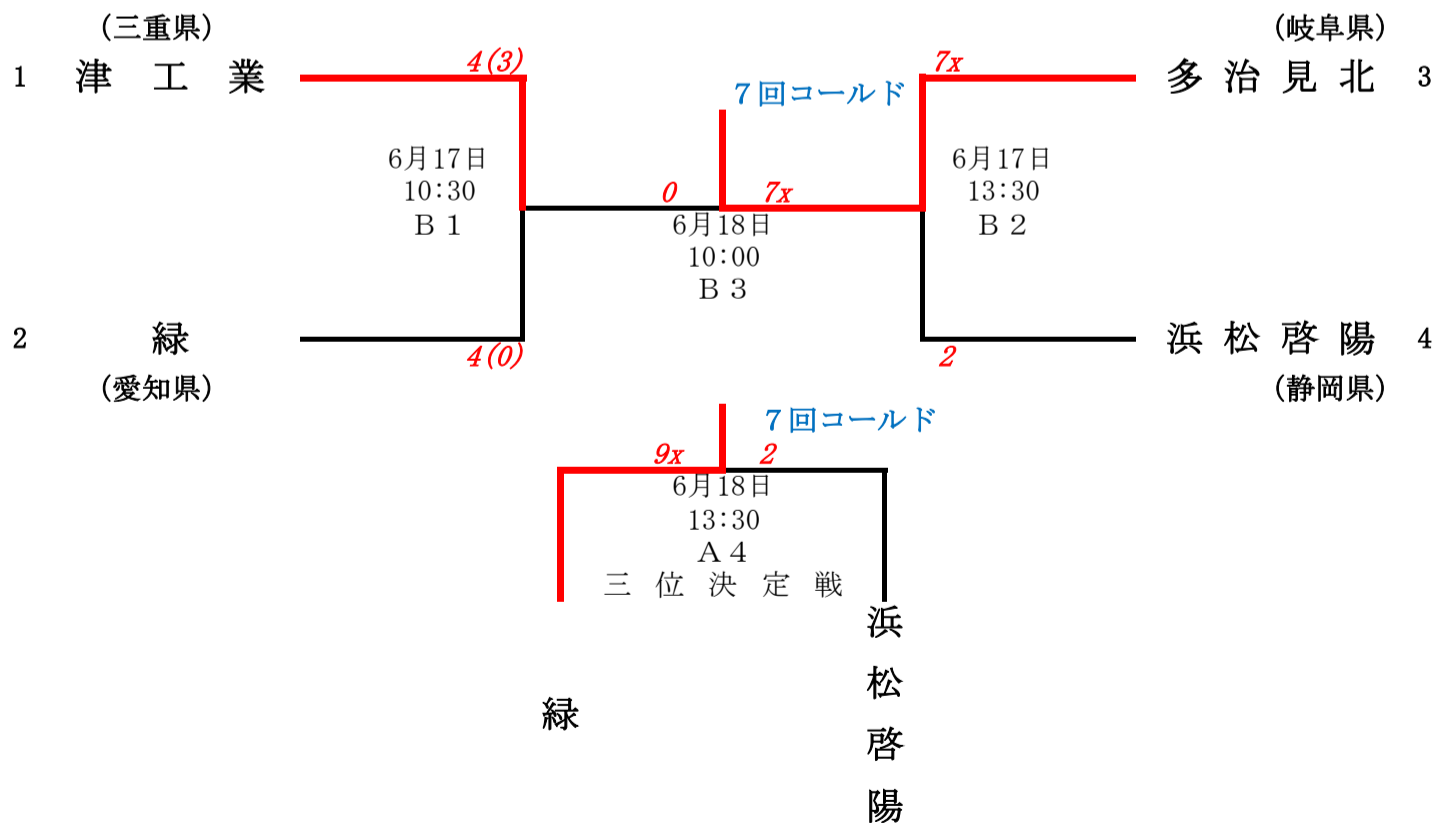 (三重県)
(岐阜県)
1 津工業
4(3)
7x
多治見北 3
7回コールド
6月17日
10:30
B1
6月17日
13:30
B2
0
7x
6月18日
10:00
B3
2 緑
4(0)
2
浜松啓陽 4
(愛知県)
(静岡県)
7回コールド
9x
2
6月18日
13:30
A4
三位決定戦
緑
浜松啓陽